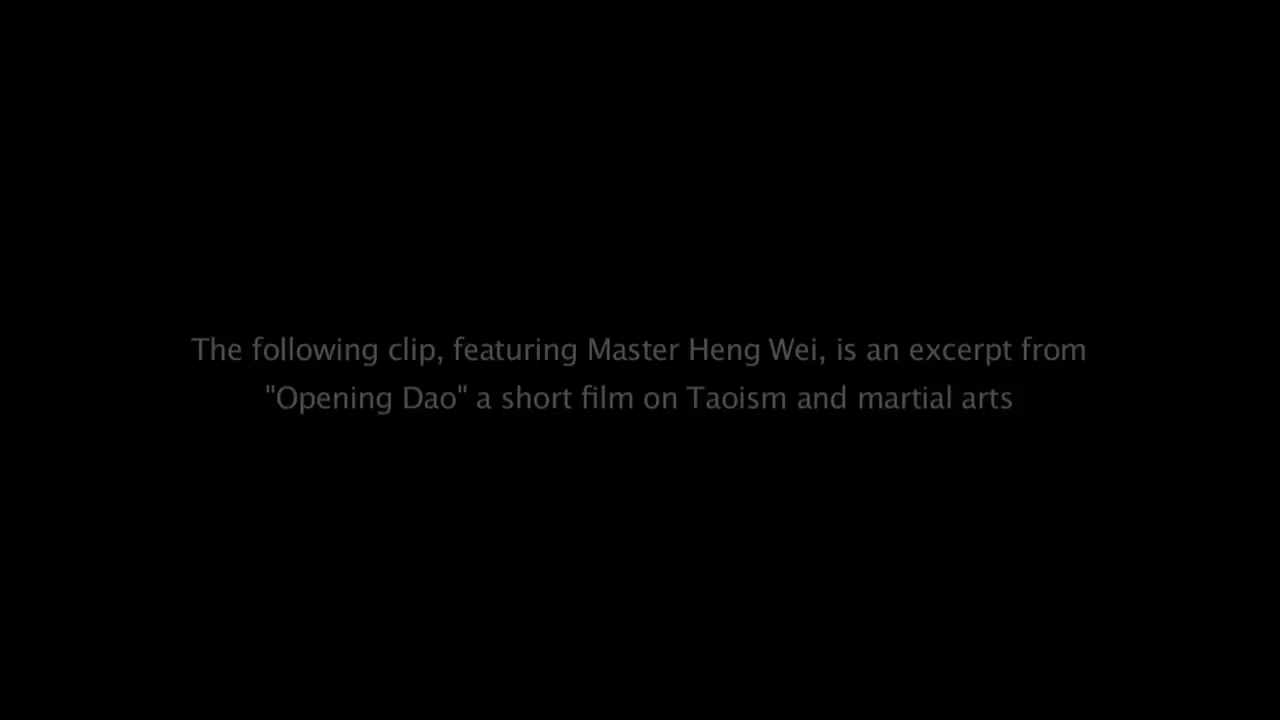 The following clip, featuring Master Heng Wei, is an excerpt from
"Opening Dao" a short film on Taoism and martial arts